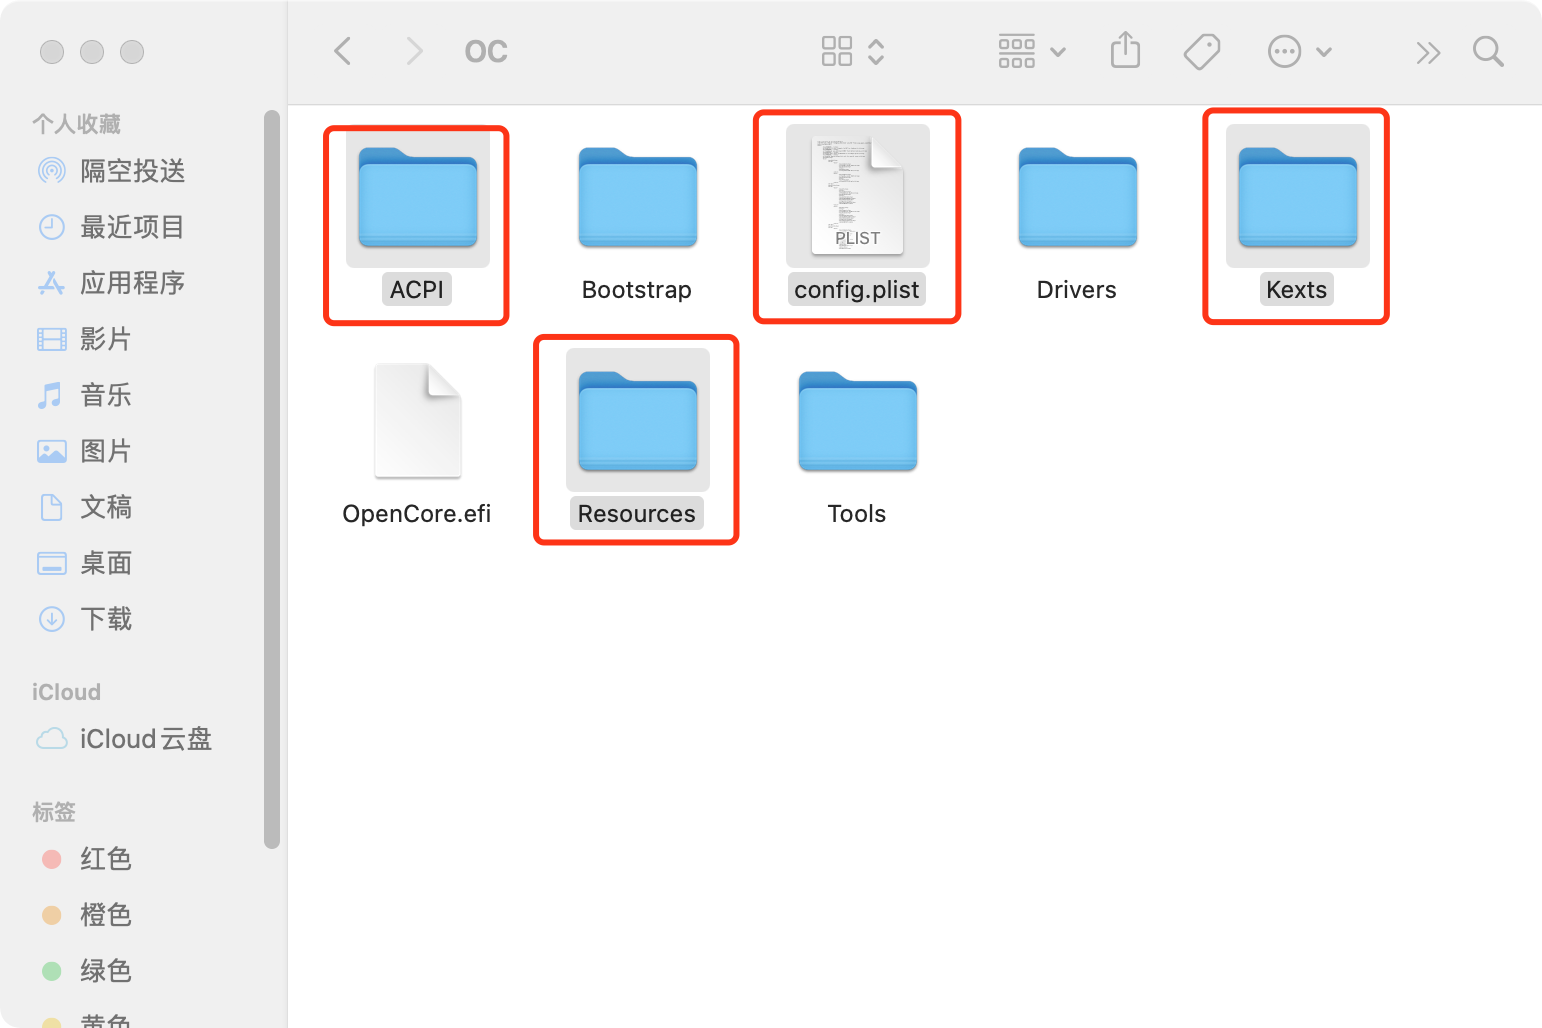 OC
个人收藏
隔空投送
最近项目
应用程序
影片
音乐
图片
文稿
桌面
下载
iCloud
iCloud云盘
标签
红色
橙色
绿色
黄色
ACPI
Bootstrap
PLIST
config.plist
Drivers
Kexts
OpenCore.efi
Resources
Tools